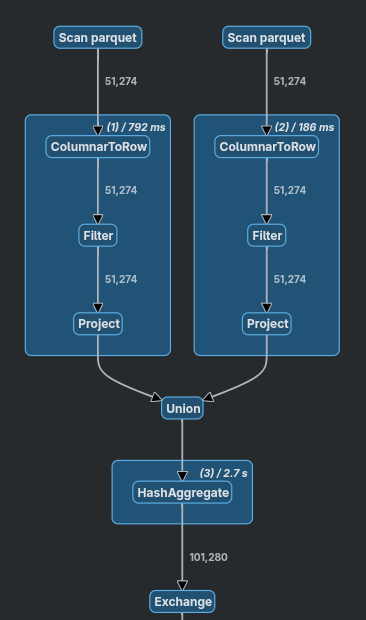 Scan parquet
Scan parquet
51,274
51,274
(1) / 792 ms
(2) / 186 ms
ColumnarToRow
ColumnarToRow
51,274
51,274
Filter
Filter
51,274
51,274
Project
Project
Union
(3) / 2.7 s
HashAggregate
101,280
Exchange